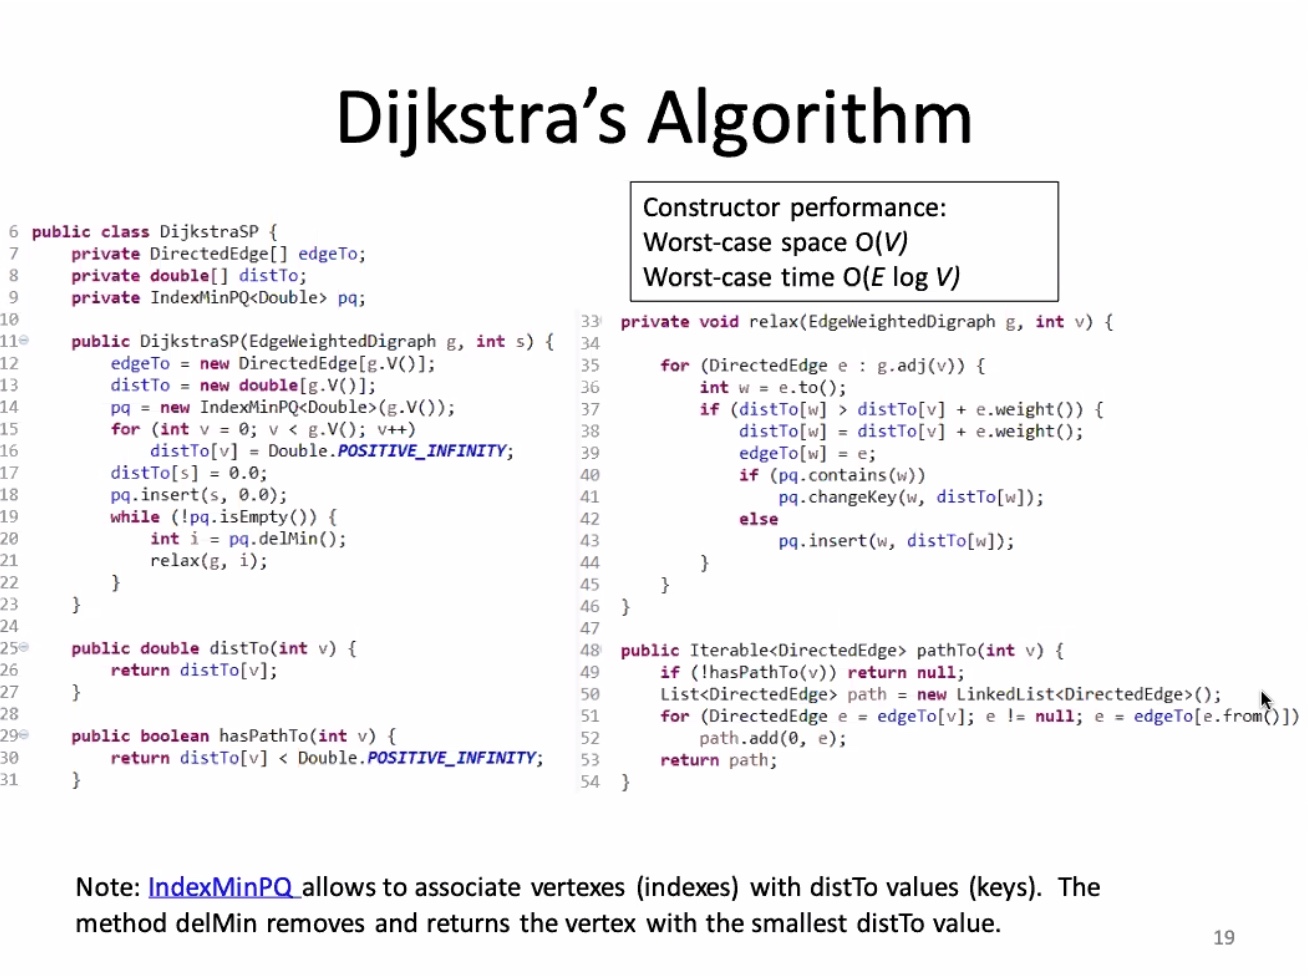 Dijkstra's Algorithm
Constructor performance:
Worst-case space O(V)
Worst-case time O(E log V)
6 public class DijkstraSP {
7 private DirectedEdge[] edgeTo;
8 private double[] distTo;
9 private IndexMinPQ<Double> pq;
10
11 public DijkstraSP(EdgeWeightedDigraph g, int s) {
12 edgeTo = new DirectedEdge[g.V()];
13 distTo = new double[g.V()];
14 pq = new IndexMinPQ<Double>(g.V());
15 for (int v = 0; v < g.V(); v++)
16 distTo[v] = Double.POSITIVE_INFINITY;
17 distTo[s] = 0.0;
18 pq.insert(s, 0.0);
19 while (!pq.isEmpty()) {
20 int i = pq.delMin();
21 relax(g, i);
22 }
23 }
24
25 public double distTo(int v) {
26 return distTo[v];
27 }
28
29 public boolean hasPathTo(int v) {
30 return distTo[v] < Double.POSITIVE_INFINITY;
31 }
33 private void relax(EdgeWeightedDigraph g, int v) {
34
35 for (DirectedEdge e : g.adj(v)) {
36 int w = e.to();
37 if (distTo[w] > distTo[v] + e.weight()) {
38 distTo[w] = distTo[v] + e.weight();
39 edgeTo[w] = e;
40 if (pq.contains(w))
41 pq.changeKey(w, distTo[w]);
42 else
43 pq.insert(w, distTo[w]);
44 }
45 }
46 }
47
48 public Iterable<DirectedEdge> pathTo(int v) {
49 if (!hasPathTo(v)) return null;
50 List<DirectedEdge> path = new LinkedList<DirectedEdge>();
51 for (DirectedEdge e = edgeTo[v]; e != null; e = edgeTo[e.from()])
52 path.add(0, e);
53 return path;
54 }
Note: IndexMinPQ allows to associate vertexes (indexes) with distTo values (keys). The
method delMin removes and returns the vertex with the smallest distTo value.
19